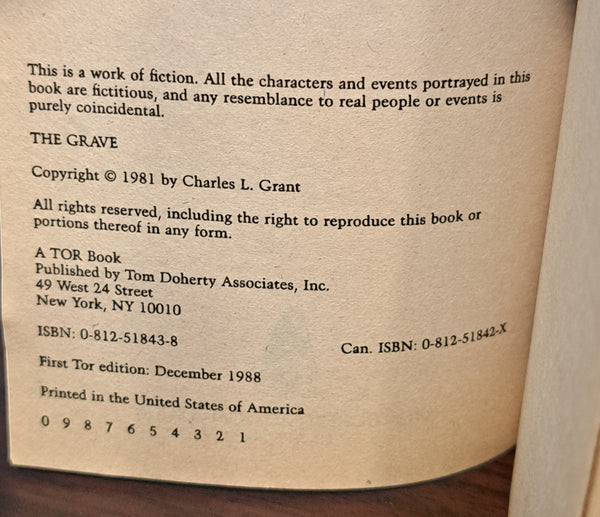 This is a work of fiction. All the characters and events portrayed in this
book are fictitious, and any resemblance to real people or events is
purely coincidental.
THE GRAVE
Copyright © 1981 by Charles L. Grant
All rights reserved, including the right to reproduce this book or
portions thereof in any form.
A TOR Book
Published by Tom Doherty Associates, Inc.
49 West 24 Street
New York, NY 10010
ISBN: 0-812-51843-8 Can. ISBN: 0-812-51842-X
First Tor edition: December 1988
Printed in the United States of America
0 9 8 7 6 5 4 3 2 1